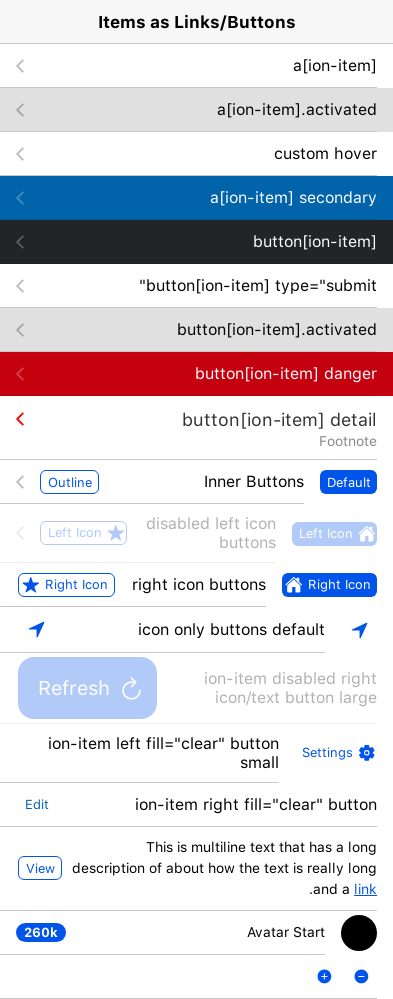 Items as Links/Buttons
a[ion-item]
a[ion-item].activated
custom hover
a[ion-item] secondary
button[ion-item]
"button[ion-item] type="submit
button[ion-item].activated
button[ion-item] danger
button[ion-item] detail
Footnote
Default
Inner Buttons
Outline
Left Icon
disabled left icon
buttons
Left Icon
Right Icon
right icon buttons
Right Icon
icon only buttons default
ion-item disabled right
icon/text button large
Refresh
Settings
ion-item left fill="clear" button
small
ion-item right fill="clear" button
Edit
This is multiline text that has a long
description of about how the text is really long
.and a link
View
Avatar Start
260k